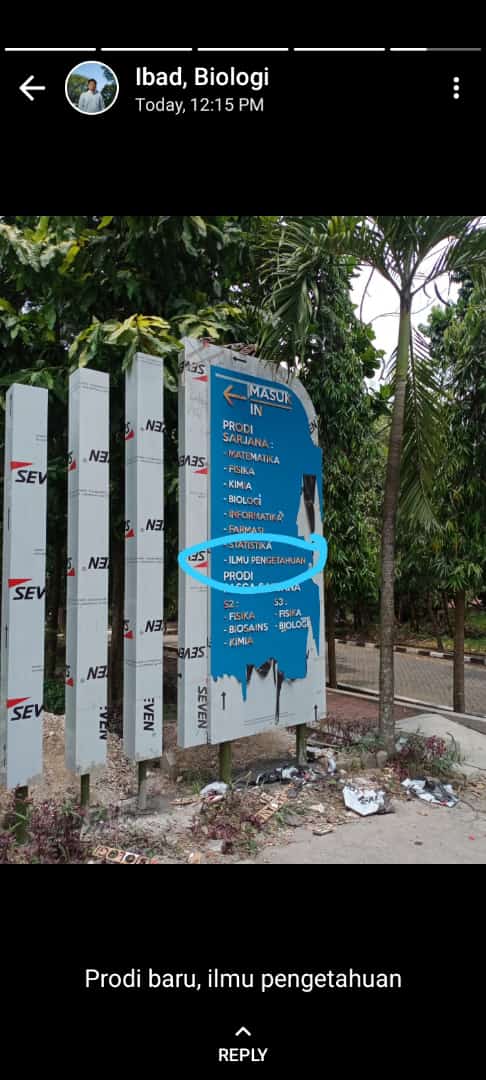 Ibad, Biologi
Today, 12:15 PM
MASUK
IN
PRODI
SARJANA :
- MATEMATIKA
- FISIKA
- KIMIA
- BIOLOGI
- INFORMATIKA
- FARMASI
- STATISTIKA
- ILMU PENGETAHUAN
PRODI
S2 :
- FISIKA
- BIOSAINS
- KIMIA
S3 :
- FISIKA
- BIOLOGI
SEVEN
Prodi baru, ilmu pengetahuan
REPLY